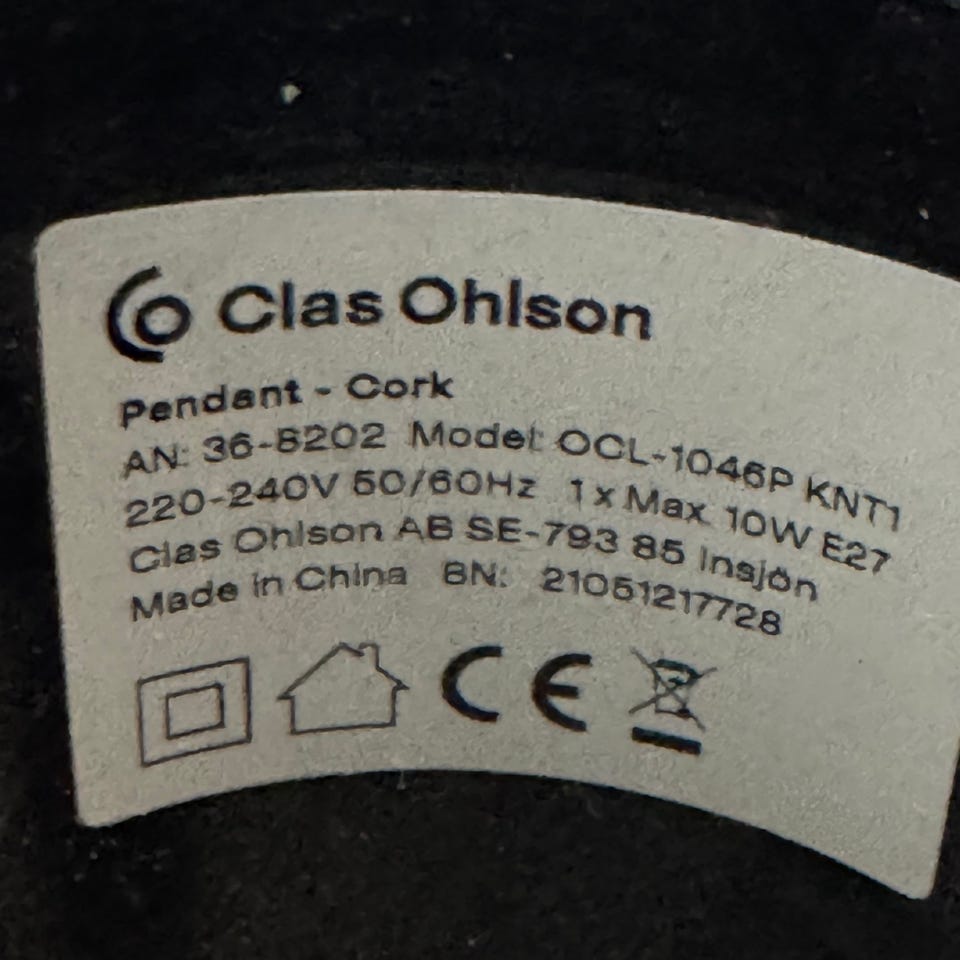 Clas Ohlson
Pendant - Cork
AN: 36-8202 Model: OCL-1046P KNT1
220-240V 50/60Hz 1 x Max 10W E27
Clas Ohlson AB SE-793 85 Insjön
Made in China BN: 21051217728
CE